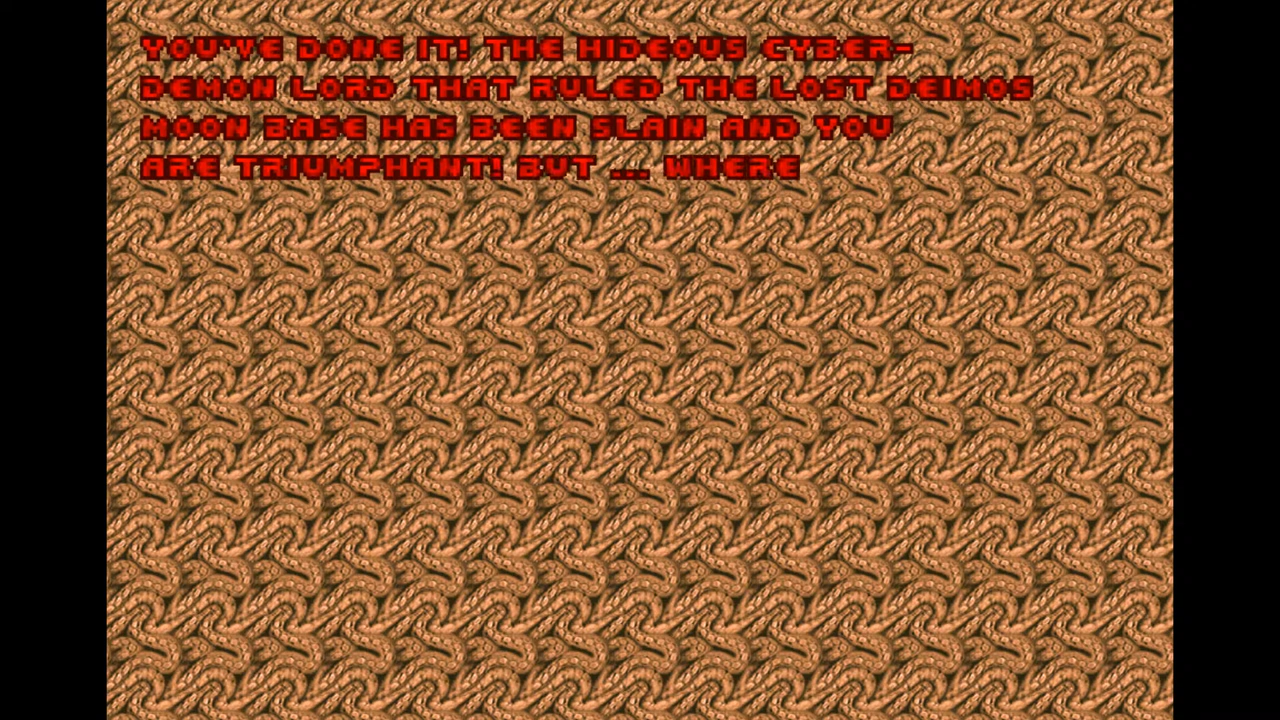 YOU'VE DONE IT! THE HIDEOUS CYBER-
DEMON LORD THAT RULED THE LOST DEIMOS
MOON BASE HAS BEEN SLAIN AND YOU
ARE TRIUMPHANT! BUT ... WHERE